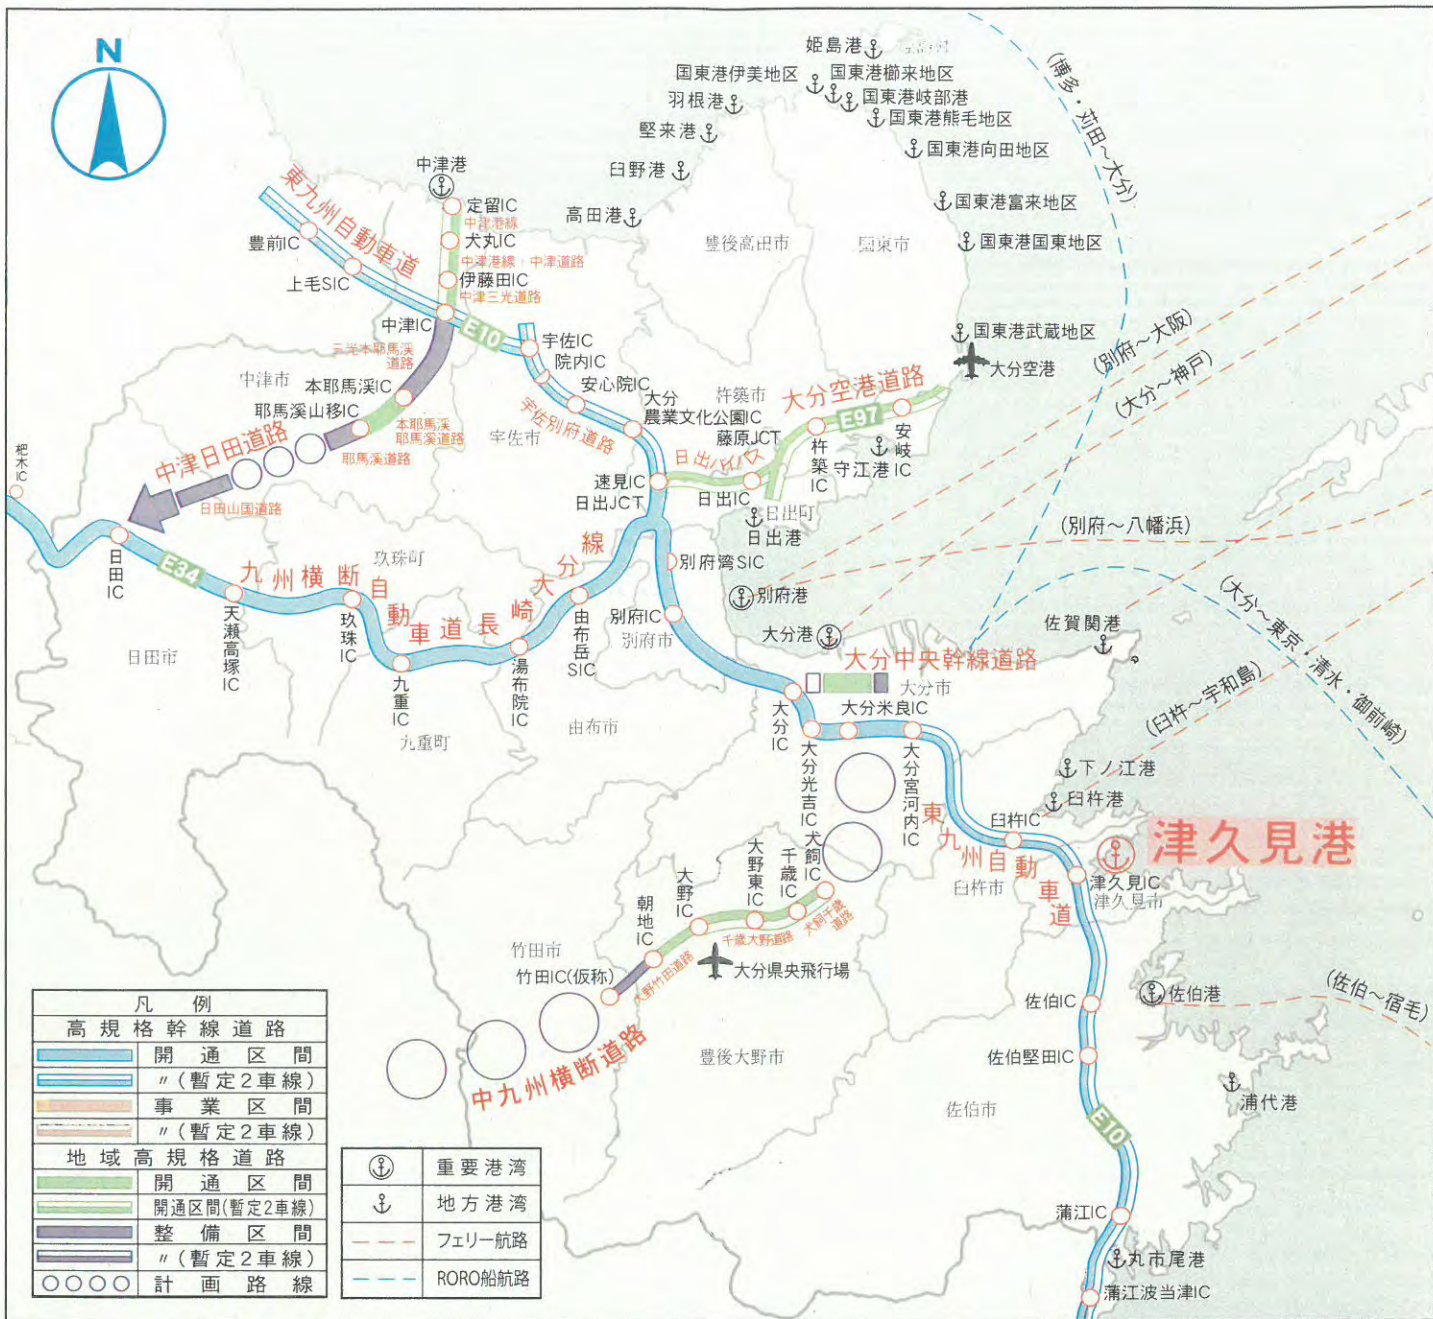 N
姫島港
国東港伊美地区
国東港櫛来地区
羽根港
国東港岐部港
堅来港
国東港熊毛地区
臼野港
国東港向田地区
高田港
国東港富来地区
国東港国東地区
国東港武蔵地区
大分空港
(博多・苅田～大分)
(別府～大阪)
(大分～神戸)
(別府～八幡浜)
(大分～東京・清水・御前崎)
(臼杵～宇和島)
(佐伯～宿毛)
中津港
定留IC
中津港線
犬丸IC
中津港線・中津道路
伊藤田IC
中津三光道路
東九州自動車道
豊前IC
上毛SIC
中津IC
E10
宇佐IC
院内IC
安心院IC
大分
農業文化公園IC
宇佐別府道路
三光本耶馬渓
道路
中津市
本耶馬渓IC
耶馬溪山移IC
本耶馬渓
耶馬溪道路
耶馬溪道路
中津日田道路
日田山国道路
宇佐市
豊後高田市
国東市
杵築市
大分空港道路
E97
藤原JCT
杵築IC
守江港
安岐IC
日出バイパス
速見IC
日出JCT
日出IC
日出町
日出港
杷木IC
日田IC
E34
九州横断自動車道長崎大分線
天瀬高塚IC
玖珠町
玖珠IC
九重IC
湯布院IC
由布岳SIC
別府湾SIC
別府IC
別府市
別府港
大分港
日田市
九重町
由布市
佐賀関港
大分中央幹線道路
大分市
大分IC
大分米良IC
大分光吉IC
大分宮河内IC
東九州自動車道
下ノ江港
臼杵港
臼杵IC
臼杵市
津久見港
津久見IC
津久見市
犬飼IC
千歳IC
大野東IC
大野IC
朝地IC
犬飼千歳
道路
千歳大野道路
大野竹田道路
大分県央飛行場
竹田市
竹田IC(仮称)
中九州横断道路
豊後大野市
佐伯IC
佐伯港
佐伯堅田IC
佐伯市
浦代港
E10
蒲江IC
丸市尾港
蒲江波当津IC
凡例
高規格幹線道路
開通区間
〃(暫定2車線)
事業区間
〃(暫定2車線)
地域高規格道路
開通区間
開通区間(暫定2車線)
整備区間
〃(暫定2車線)
計画路線
重要港湾
地方港湾
フェリー航路
RORO船航路